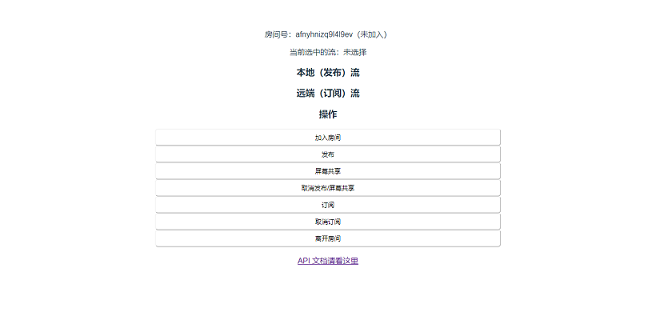 房间号：afnyhnizq9l4l9ev（未加入）
当前选中的流：未选择
本地（发布）流
远端（订阅）流
操作
加入房间
发布
屏幕共享
取消发布/屏幕共享
订阅
取消订阅
离开房间
API 文档请看这里